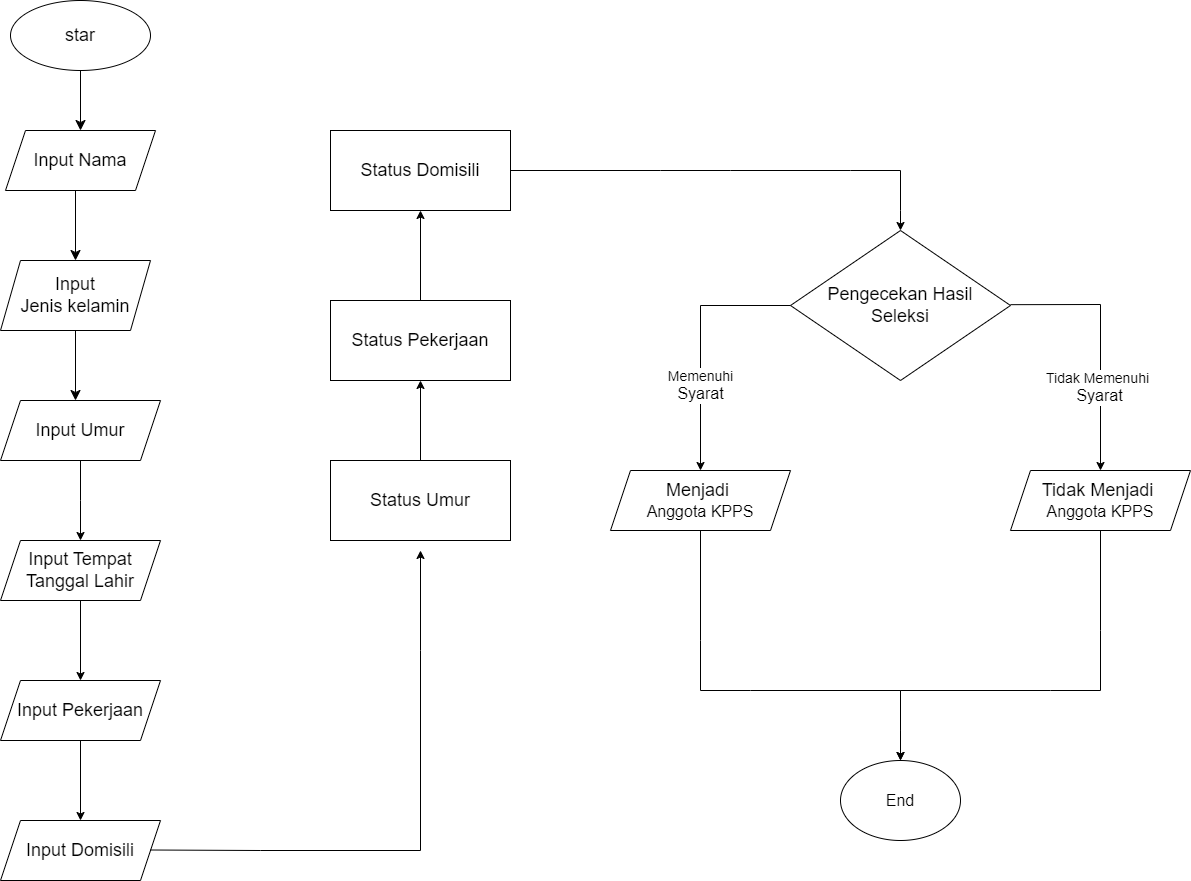 star
Input Nama
Input
Jenis kelamin
Input Umur
Input Tempat
Tanggal Lahir
Input Pekerjaan
Input Domisili
Status Umur
Status Pekerjaan
Status Domisili
Pengecekan Hasil
Seleksi
Memenuhi
Syarat
Menjadi
Anggota KPPS
Tidak Memenuhi
Syarat
Tidak Menjadi
Anggota KPPS
End